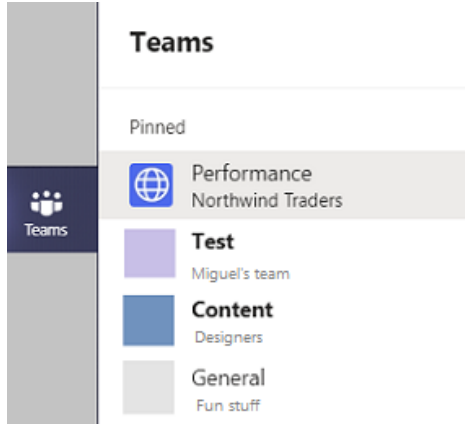 Teams
Pinned
Performance
Northwind Traders
Teams
Test
Miguel's team
Content
Designers
General
Fun stuff